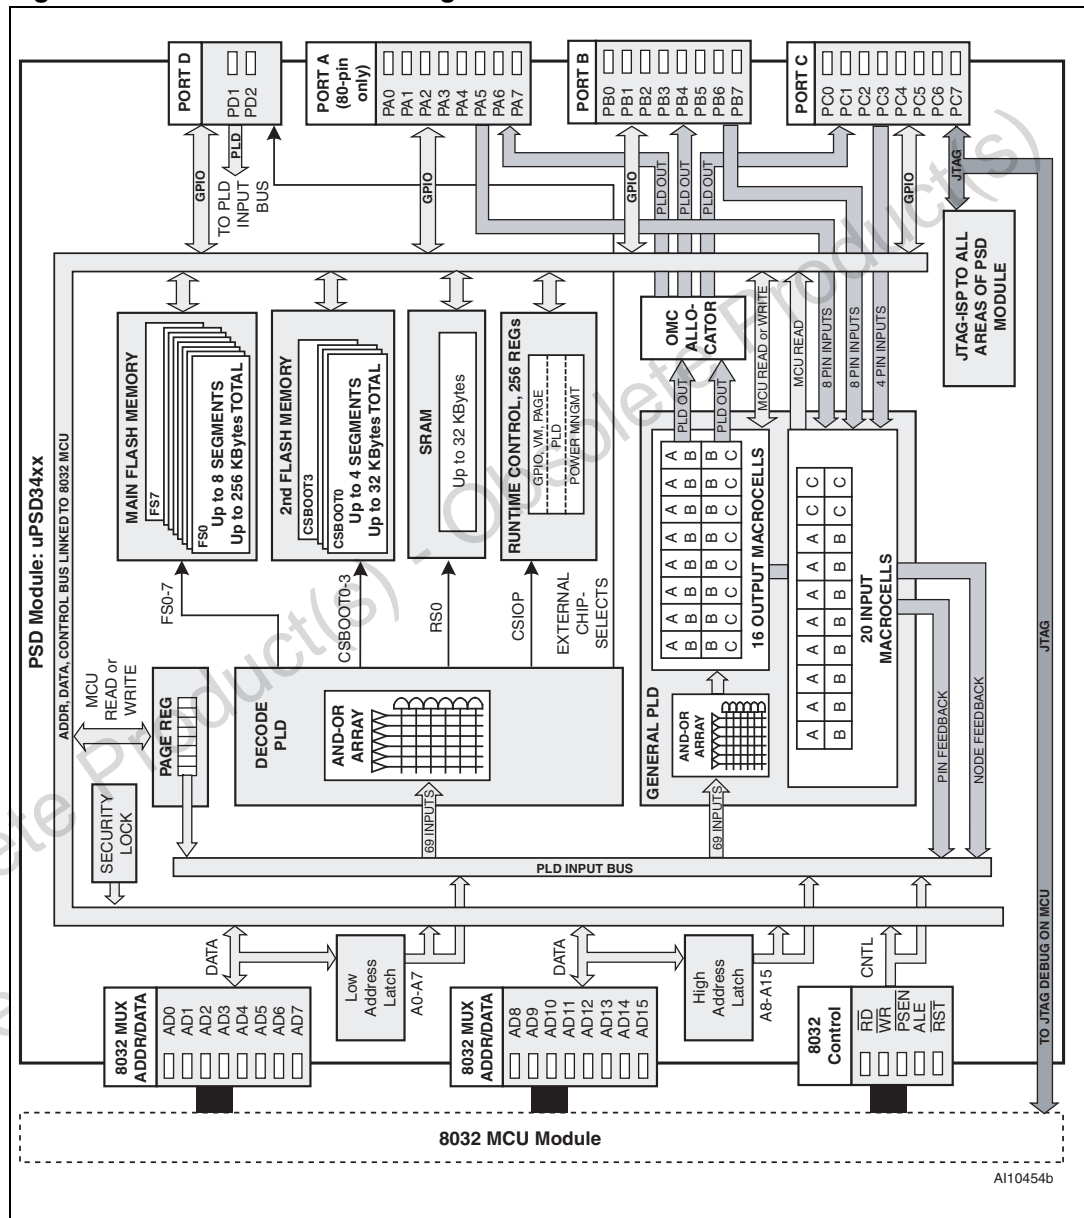 PORT D
PD1
PD2
PORT A
(80-pin
only)
PA0
PA1
PA2
PA3
PA4
PA5
PA6
PA7
PORT B
PB0
PB1
PB2
PB3
PB4
PB5
PB6
PB7
PORT C
PC0
PC1
PC2
PC3
PC4
PC5
PC6
PC7
GPIO
PLD
TO PLD
INPUT
BUS
GPIO
PLD OUT
PLD OUT
PLD OUT
GPIO
GPIO
JTAG
JTAG-ISP TO ALL
AREAS OF PSD
MODULE
PSD Module: uPSD34xx
ADDR, DATA, CONTROL BUS LINKED TO 8032 MCU
MAIN FLASH MEMORY
FS7
FS0
Up to 8 SEGMENTS
Up to 256 KBytes TOTAL
2nd FLASH MEMORY
CSBOOT3
CSBOOT0
Up to 4 SEGMENTS
Up to 32 KBytes TOTAL
SRAM
Up to 32 KBytes
RUNTIME CONTROL, 256 REGs
GPIO, VM, PAGE
PLD
POWER MNGMT
OMC
ALLO-
CATOR
MCU READ or WRITE
MCU READ
8 PIN INPUTS
8 PIN INPUTS
4 PIN INPUTS
PLD OUT
PLD OUT
A A A A A A A A
B B B B B B B B
B B B B B B B B
C C C C C C C C
16 OUTPUT MACROCELLS
A A A A A A A A C C
B B B B B B B B C C
20 INPUT
MACROCELLS
FS0-7
CSBOOT0-3
RS0
CSIOP
EXTERNAL
CHIP-
SELECTS
MCU
READ or
WRITE
PAGE REG
DECODE
PLD
AND-OR
ARRAY
GENERAL PLD
AND-OR
ARRAY
PIN FEEDBACK
NODE FEEDBACK
JTAG
SECURITY
LOCK
69 INPUTS
69 INPUTS
PLD INPUT BUS
DATA
Low
Address
Latch
A0-A7
DATA
High
Address
Latch
A8-A15
CNTL
TO JTAG DEBUG ON MCU
8032 MUX
ADDR/DATA
AD0
AD1
AD2
AD3
AD4
AD5
AD6
AD7
8032 MUX
ADDR/DATA
AD8
AD9
AD10
AD11
AD12
AD13
AD14
AD15
8032
Control
RD
WR
PSEN
ALE
RST
8032 MCU Module
AI10454b
Obsolete Product(s) - Obsolete Product(s)